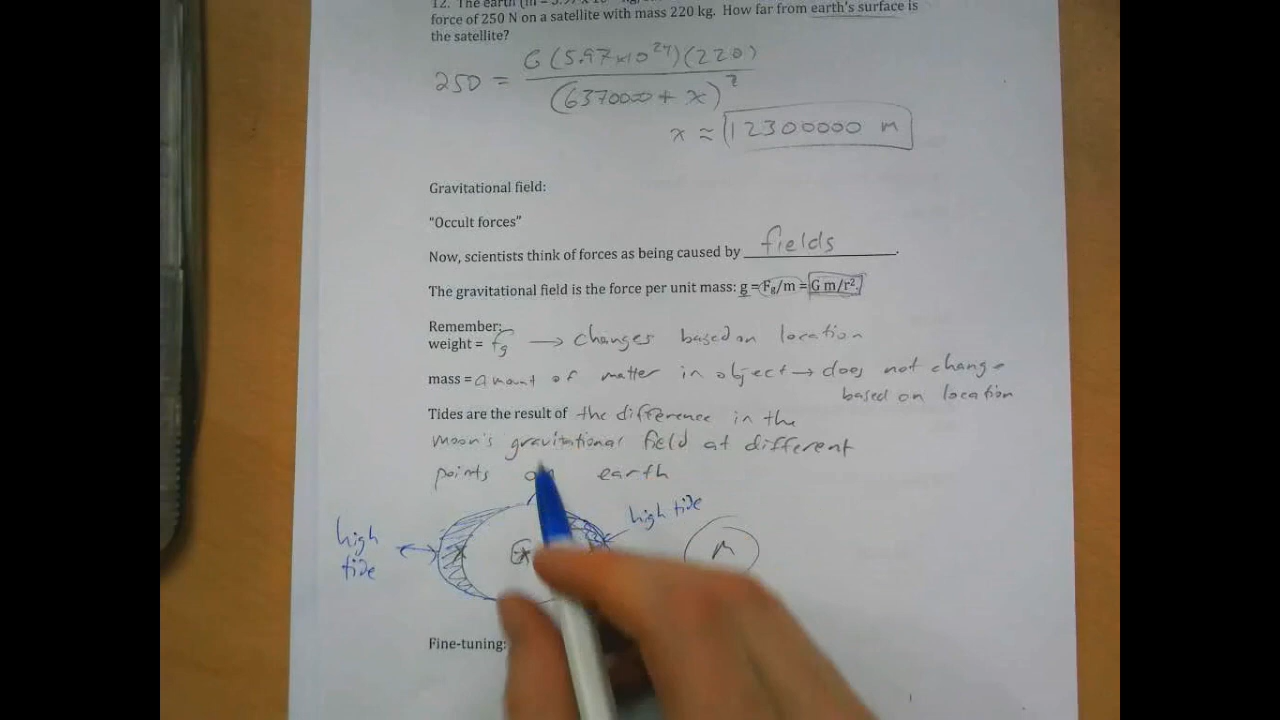 12. The earth
force of 250 N on a satellite with mass 220 kg. How far from earth's surface is
the satellite?
250 = G (5.97×10²⁴)(220) / (6370000 + x)²
x ≈ 12300000 m
Gravitational field:
"Occult forces"
Now, scientists think of forces as being caused by fields.
The gravitational field is the force per unit mass: g = Fg/m = G m/r².
Remember:
weight = Fg → changes based on location
mass = amount of matter in object → does not change
based on location
Tides are the result of the difference in the
moon's gravitational field at different
points on earth
high tide
high
tide
E
m
Fine-tuning: